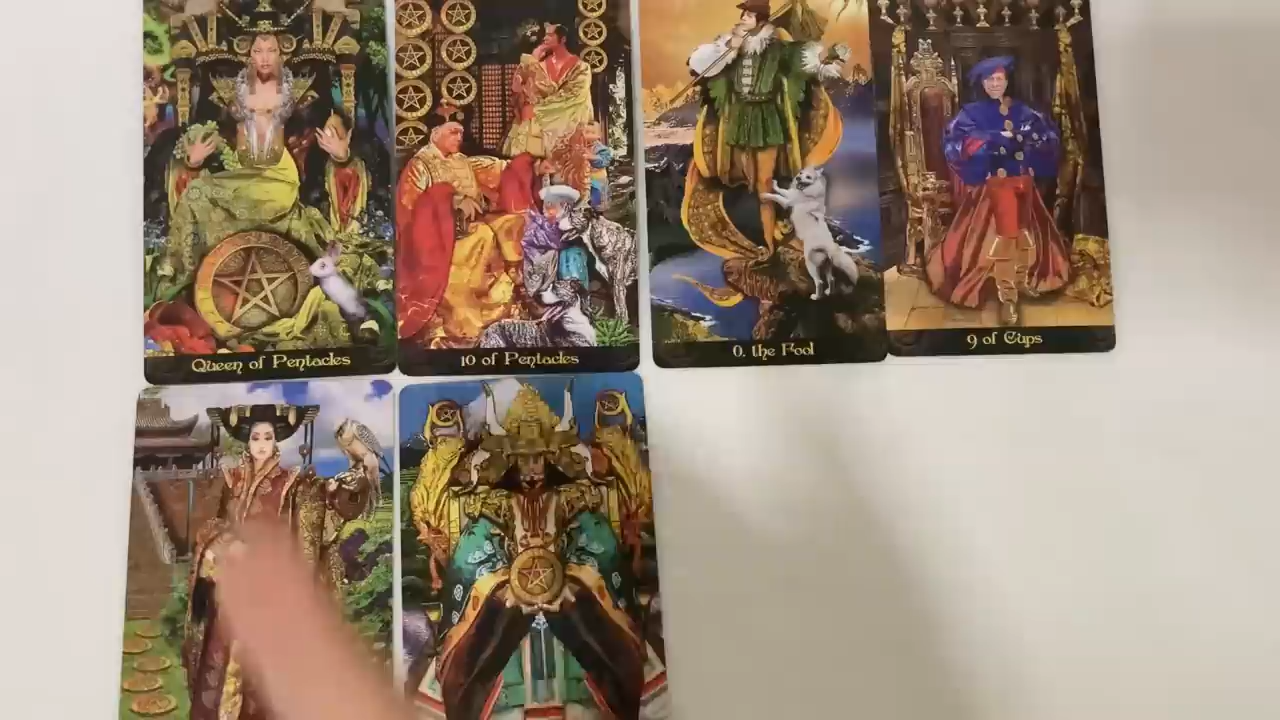 Queen of Pentacles
10 of Pentacles
0. the Fool
9 of Cups